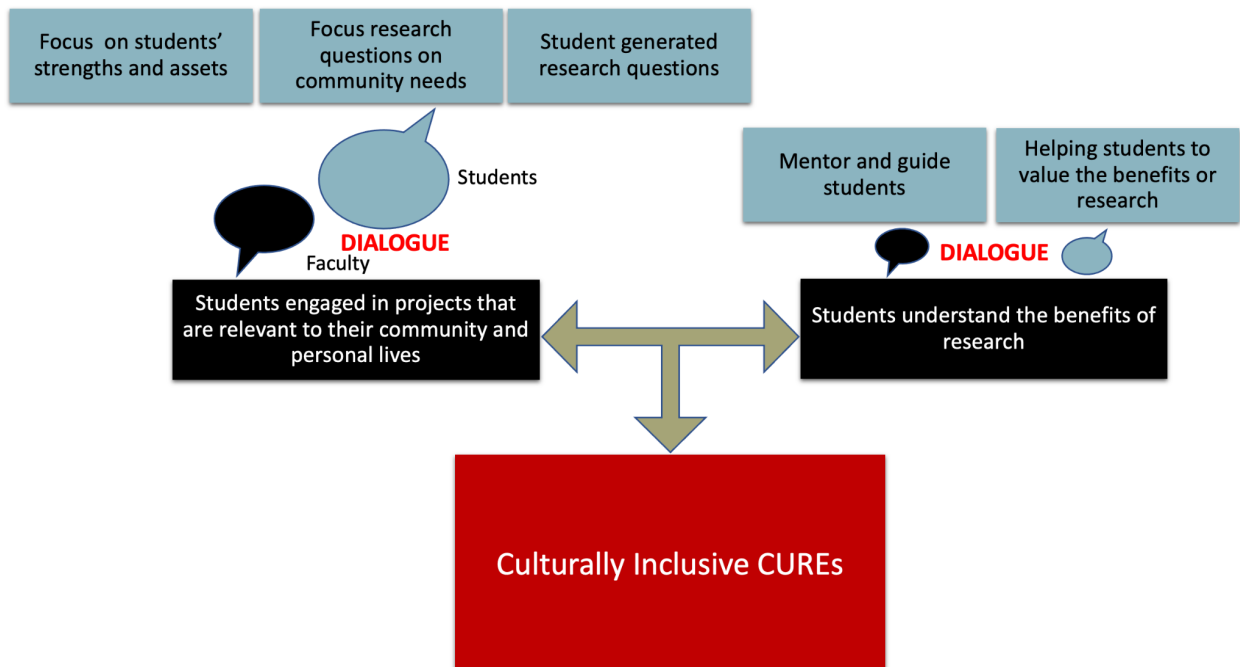 Focus on students’
strengths and assets
Focus research
questions on
community needs
Student generated
research questions
Mentor and guide
students
Helping students to
value the benefits or
research
Students
DIALOGUE
Faculty
DIALOGUE
Students engaged in projects that
are relevant to their community and
personal lives
Students understand the benefits of
research
Culturally Inclusive CUREs